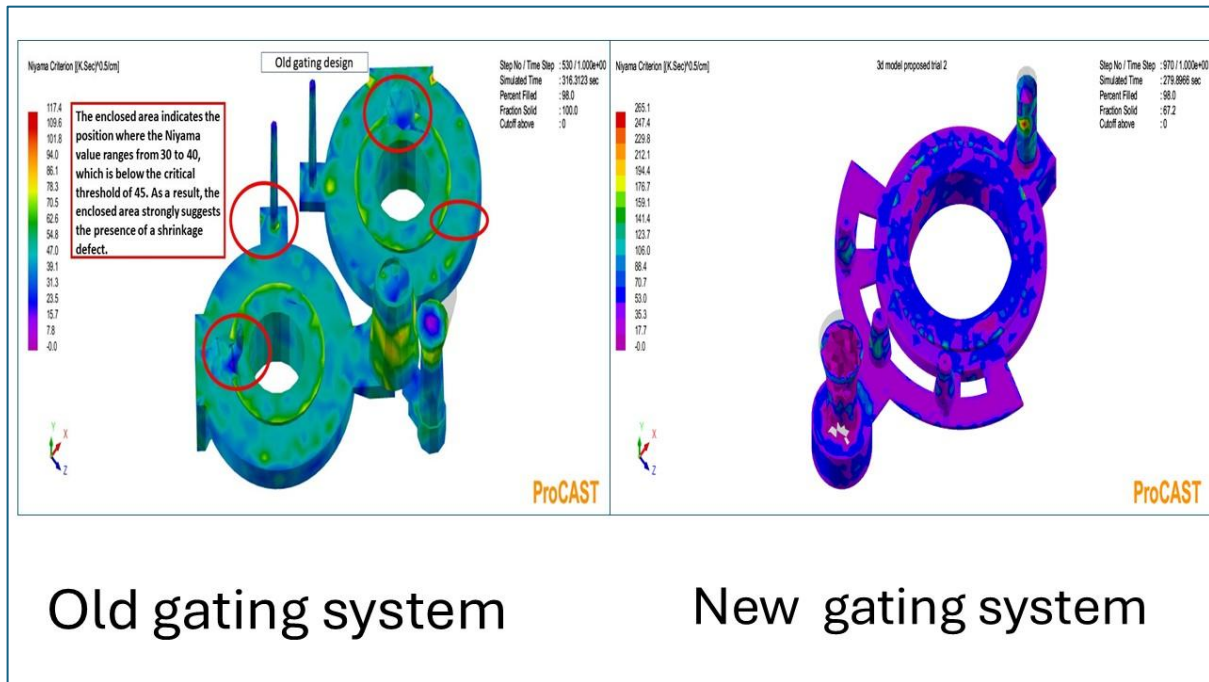 Niyama Criterion [(K.Sec)^0.5/cm]
Old gating design
Step No / Time Step : 530 / 1.000e+00
Simulated Time : 316.3123 sec
Percent Filled : 98.0
Fraction Solid : 100.0
Cutoff above : 0
117.4
109.6
101.8
94.0
86.1
78.3
70.5
62.6
54.8
47.0
39.1
31.3
23.5
15.7
7.8
-0.0
The enclosed area indicates the
position where the Niyama
value ranges from 30 to 40,
which is below the critical
threshold of 45. As a result, the
enclosed area strongly suggests
the presence of a shrinkage
defect.
Y
X
Z
ProCAST
Niyama Criterion [(K.Sec)^0.5/cm]
3d model proposed trial 2
Step No / Time Step : 970 / 1.000e+00
Simulated Time : 279.8966 sec
Percent Filled : 98.0
Fraction Solid : 67.2
Cutoff above : 0
265.1
247.4
229.8
212.1
194.4
176.7
159.1
141.4
123.7
106.0
88.4
70.7
53.0
35.3
17.7
-0.0
Y
X
Z
ProCAST
Old gating system
New gating system